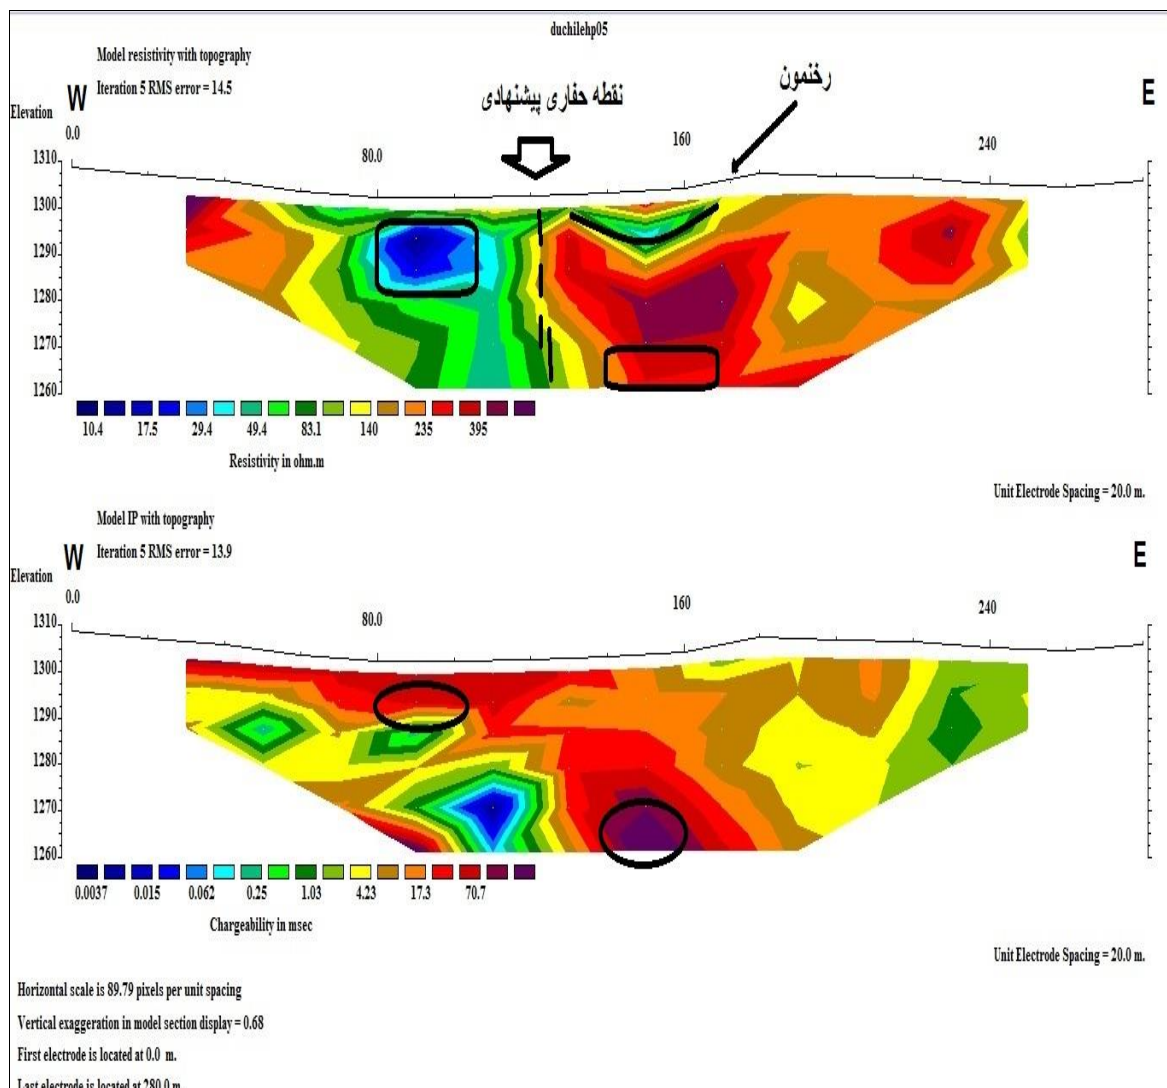 duchilehp05
Model resistivity with topography
Iteration 5 RMS error = 14.5
W
نقطه حفاری پیشنهادی
رخنمون
E
Elevation
0.0
80.0
160
240
1310
1300
1290
1280
1270
1260
10.4 17.5 29.4 49.4 83.1 140 235 395
Resistivity in ohm.m
Unit Electrode Spacing = 20.0 m.
Model IP with topography
W
Iteration 5 RMS error = 13.9
E
Elevation
0.0
80.0
160
240
1310
1300
1290
1280
1270
1260
0.0037 0.015 0.062 0.25 1.03 4.23 17.3 70.7
Chargeability in msec
Unit Electrode Spacing = 20.0 m.
Horizontal scale is 89.79 pixels per unit spacing
Vertical exaggeration in model section display = 0.68
First electrode is located at 0.0 m.
Last electrode is located at 280.0 m.